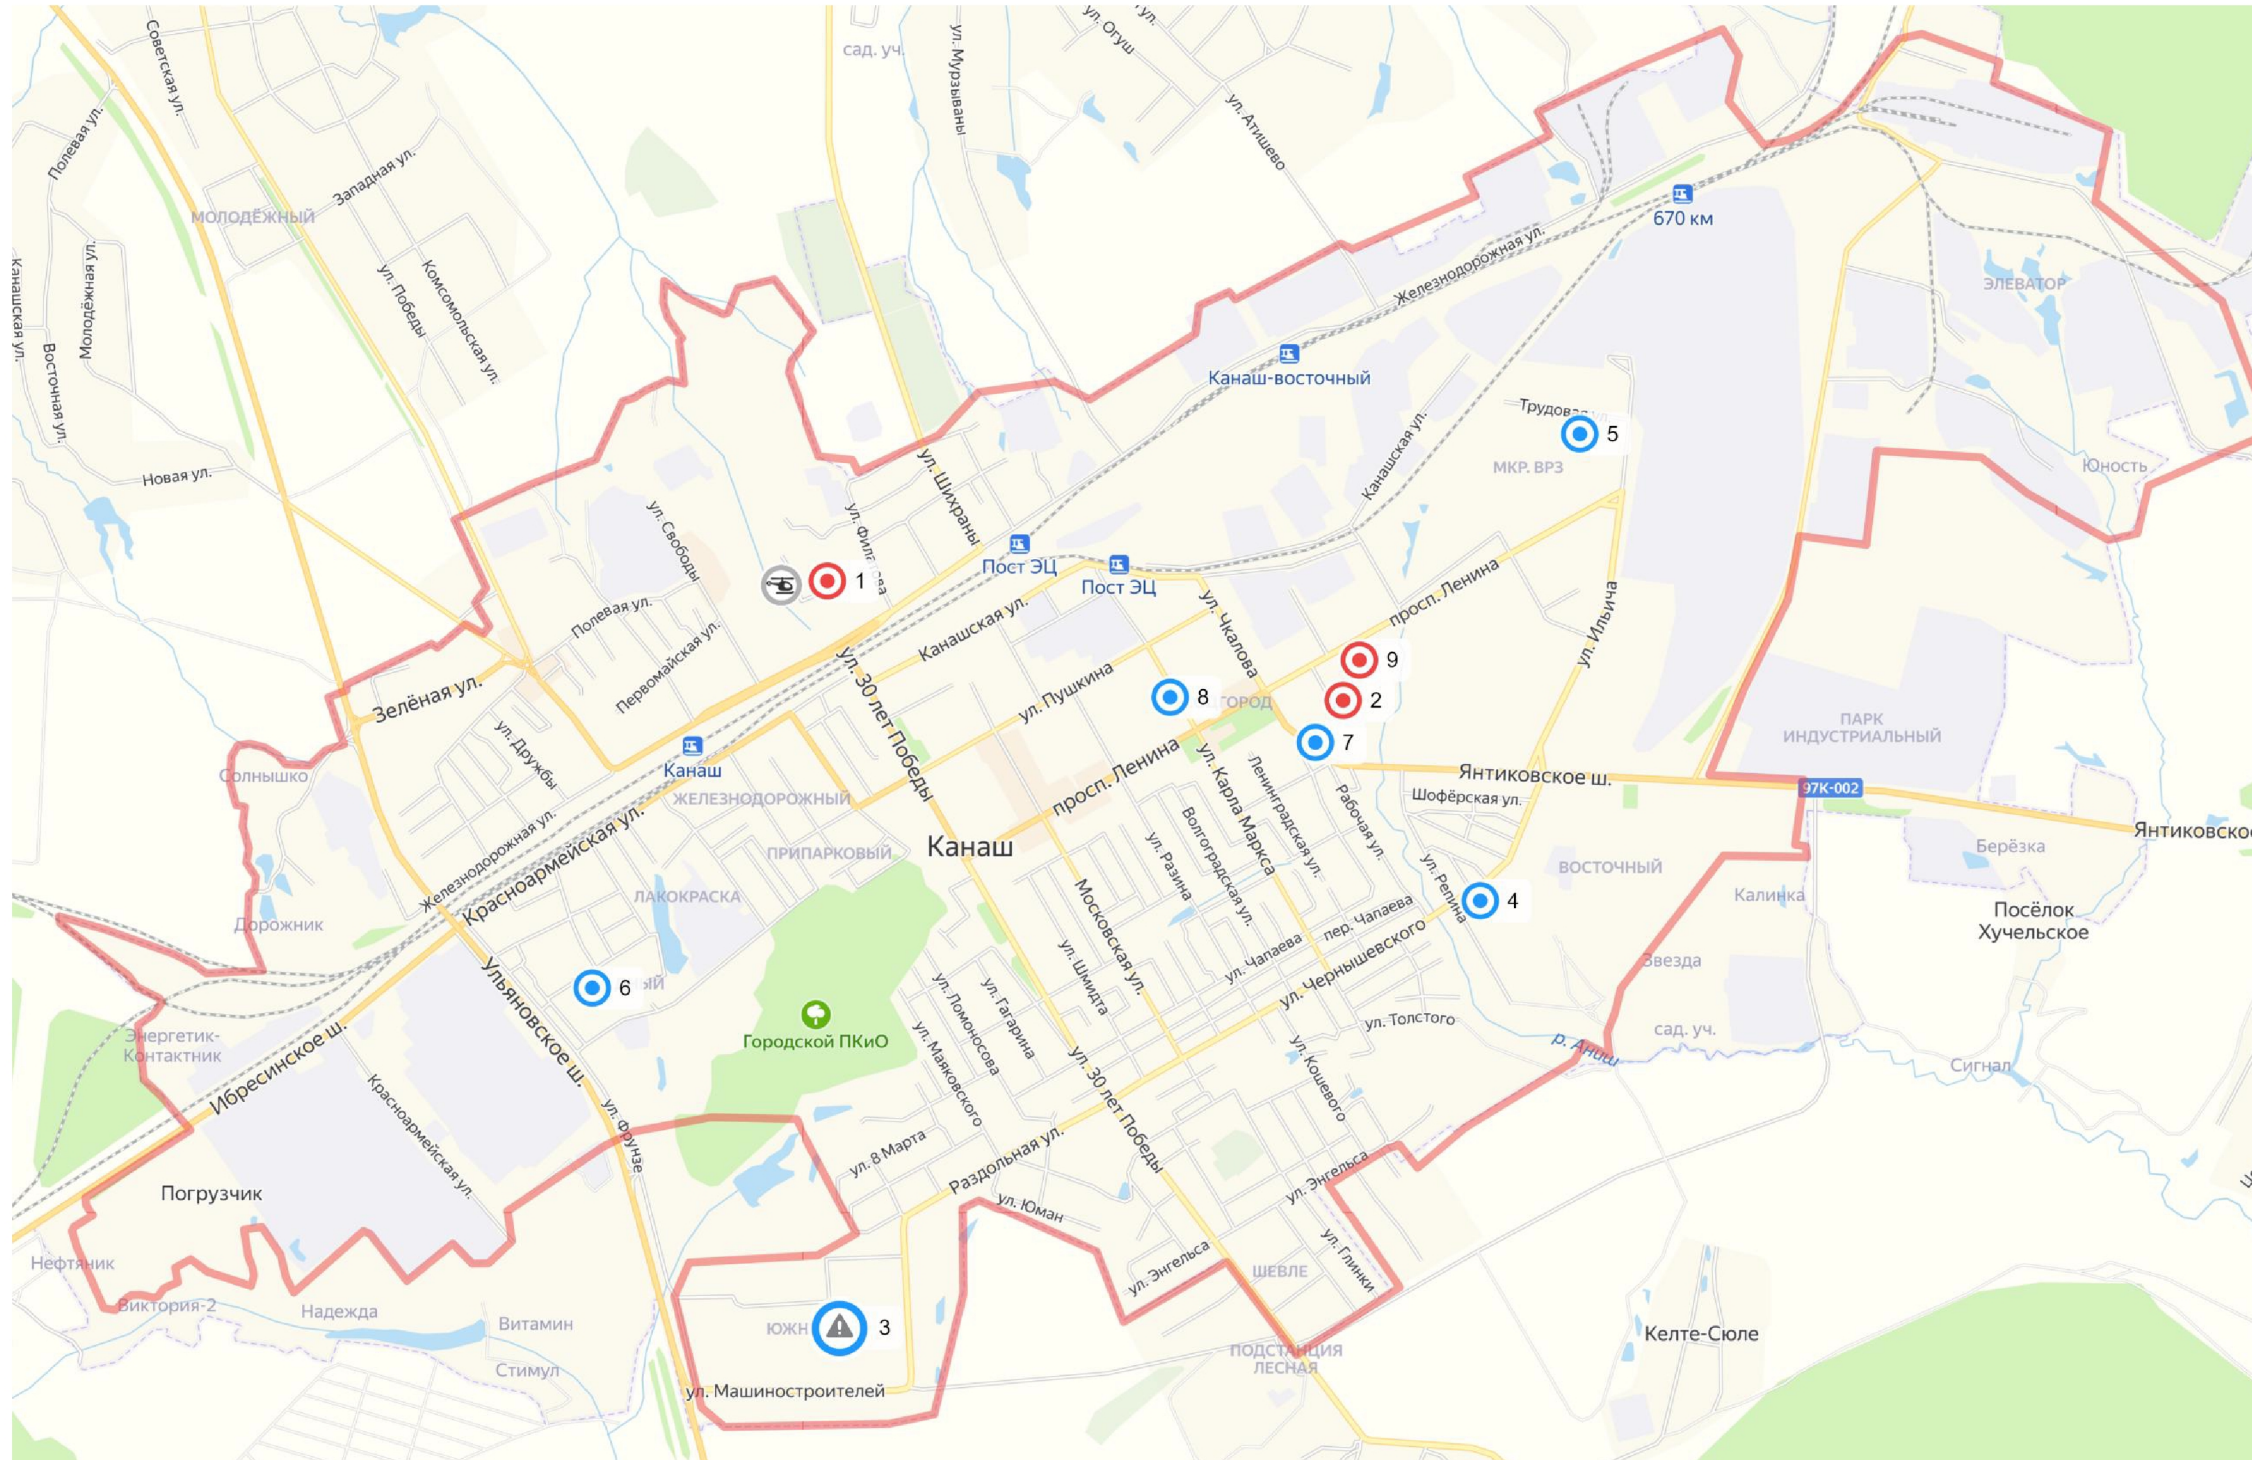 Советская ул.
сад. уч.
ул. Мурзываны
ул. Огуш
ул. Атишево
Полевая ул.
Западная ул.
МОЛОДЁЖНЫЙ
670 км
ул. Победы
Комсомольская ул.
Канашская ул.
Молодёжная ул.
Восточная ул.
Железнодорожная ул.
ЭЛЕВАТОР
Канаш-восточный
Трудовая ул.
5
МКР. ВРЗ
Юность
Новая ул.
ул. Шихраны
Канашская ул.
ул. Свободы
ул. Филатова
Пост ЭЦ
Пост ЭЦ
1
Полевая ул.
Первомайская ул.
Канашская ул.
ул. Чкалова
просп. Ленина
ул. Ильича
9
2
8
ГОРОД
7
Зелёная ул.
ул. 30 лет Победы
ул. Пушкина
ПАРК
ИНДУСТРИАЛЬНЫЙ
ул. Дружбы
Канаш
Солнышко
ЖЕЛЕЗНОДОРОЖНЫЙ
просп. Ленина
ул. Карла Маркса
Ленинградская ул.
Янтиковское ш.
97К-002
Шофёрская ул.
Рабочая ул.
Янтиковско
Железнодорожная ул.
Красноармейская ул.
Канаш
ПРИПАРКОВЫЙ
ул. Разина
Волгоградская ул.
Берёзка
ВОСТОЧНЫЙ
ул. Репина
ЛАКОКРАСКА
4
Калинка
Посёлок
Хучельское
Дорожник
Московская ул.
пер. Чапаева
ул. Чапаева
ул. Чернышевского
Звезда
ул. Шмидта
Ульяновское ш.
6
ЫЙ
ул. Ломоносова
ул. Гагарина
ул. Маяковского
Городской ПКиО
ул. Толстого
сад. уч.
р. Аниш
Энергетик-
Контактник
Ибресинское ш.
Сигнал
ул. Кошевого
ул. 30 лет Победы
Красноармейская ул.
ул. Фрунзе
ул. 8 Марта
Раздольная ул.
ул. Энгельса
Погрузчик
ул. Юман
ул. Глинки
ул. Энгельса
ШЕВЛЕ
Нефтяник
Виктория-2
Надежда
Витамин
ЮЖН
3
Келте-Сюле
ПОДСТАНЦИЯ
ЛЕСНАЯ
Стимул
ул. Машиностроителей